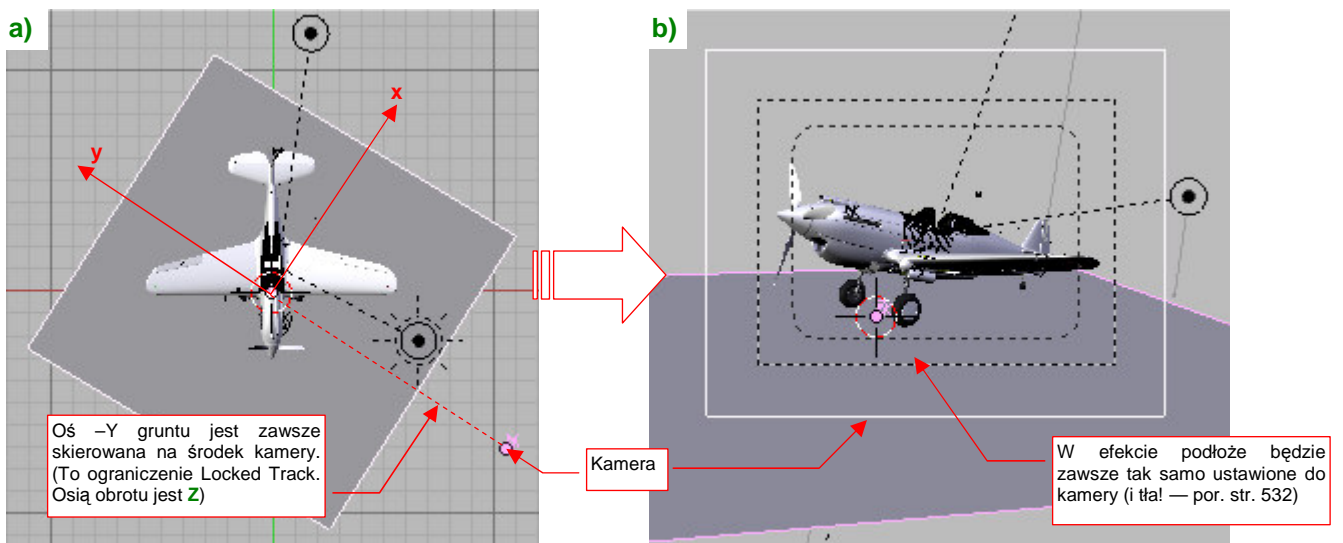 a)
b)
x
y
Oś –Y gruntu jest zawsze
skierowana na środek kamery.
(To ograniczenie Locked Track.
Osią obrotu jest Z)
Kamera
W efekcie podłoże będzie
zawsze tak samo ustawione do
kamery (i tła! — por. str. 532)